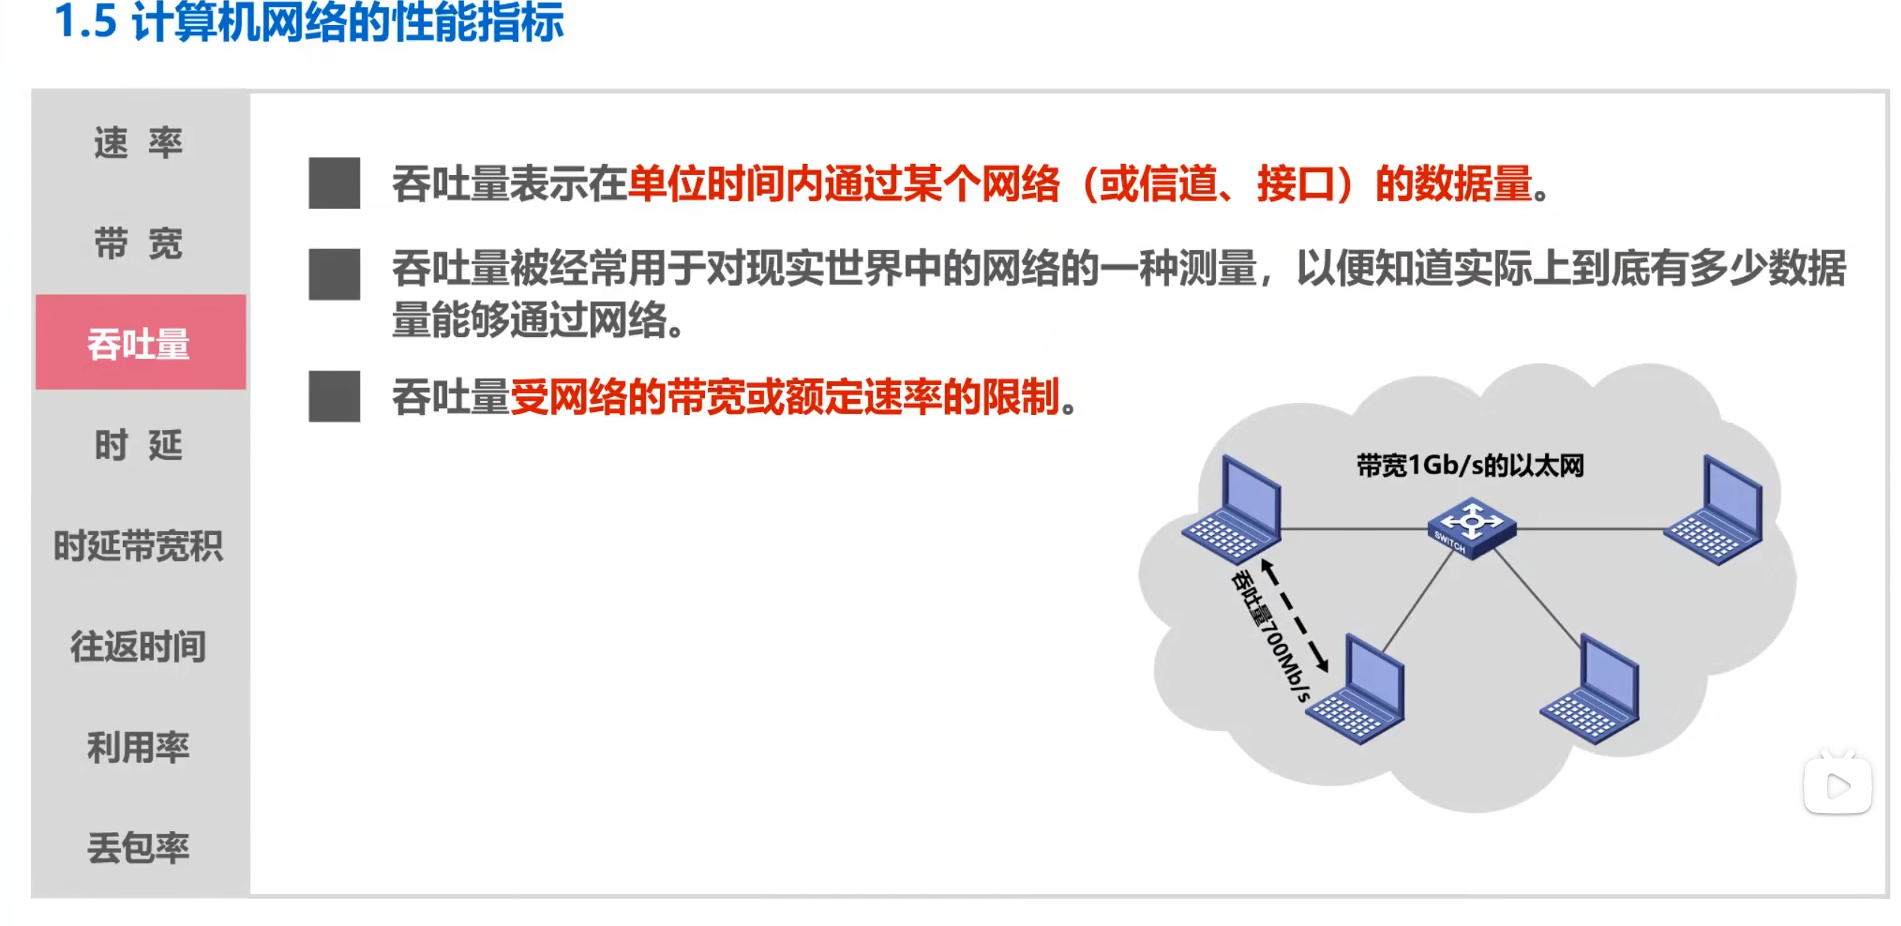 1.5 计算机网络的性能指标
速 率
带 宽
吞吐量
时 延
时延带宽积
往返时间
利用率
丢包率
吞吐量表示在单位时间内通过某个网络（或信道、接口）的数据量。
吞吐量被经常用于对现实世界中的网络的一种测量，以便知道实际上到底有多少数据
量能够通过网络。
吞吐量受网络的带宽或额定速率的限制。
带宽1Gb/s的以太网
SWITCH
吞吐量700Mb/s